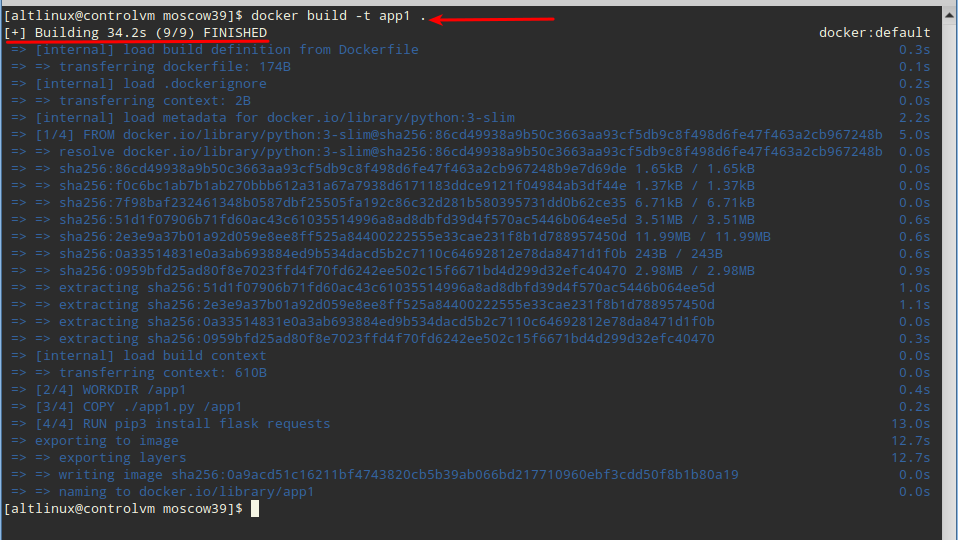 [altlinux@controlvm moscow39]$ docker build -t app1 .
[+] Building 34.2s (9/9) FINISHED docker:default
=> [internal] load build definition from Dockerfile 0.3s
=> => transferring dockerfile: 174B 0.1s
=> [internal] load .dockerignore 0.2s
=> => transferring context: 2B 0.0s
=> [internal] load metadata for docker.io/library/python:3-slim 2.2s
=> [1/4] FROM docker.io/library/python:3-slim@sha256:86cd49938a9b50c3663aa93cf5db9c8f498d6fe47f463a2cb967248b 5.0s
=> => resolve docker.io/library/python:3-slim@sha256:86cd49938a9b50c3663aa93cf5db9c8f498d6fe47f463a2cb967248b 0.0s
=> => sha256:86cd49938a9b50c3663aa93cf5db9c8f498d6fe47f463a2cb967248b9e7d69de 1.65kB / 1.65kB 0.0s
=> => sha256:f0c6bc1ab7b1ab270bbb612a31a67a7938d6171183ddce9121f04984ab3df44e 1.37kB / 1.37kB 0.0s
=> => sha256:7f98baf232461348b0587dbf25505fa192c86c32d281b580395731dd0b62ce35 6.71kB / 6.71kB 0.0s
=> => sha256:51d1f07906b71fd60ac43c61035514996a8ad8dbfd39d4f570ac5446b064ee5d 3.51MB / 3.51MB 0.6s
=> => sha256:2e3e9a37b01a92d059e8ee8ff525a84400222555e33cae231f8b1d788957450d 11.99MB / 11.99MB 0.6s
=> => sha256:0a33514831e0a3ab693884ed9b534dacd5b2c7110c64692812e78da8471d1f0b 243B / 243B 0.6s
=> => sha256:0959bfd25ad80f8e7023ffd4f70fd6242ee502c15f6671bd4d299d32efc40470 2.98MB / 2.98MB 0.9s
=> => extracting sha256:51d1f07906b71fd60ac43c61035514996a8ad8dbfd39d4f570ac5446b064ee5d 1.0s
=> => extracting sha256:2e3e9a37b01a92d059e8ee8ff525a84400222555e33cae231f8b1d788957450d 1.1s
=> => extracting sha256:0a33514831e0a3ab693884ed9b534dacd5b2c7110c64692812e78da8471d1f0b 0.0s
=> => extracting sha256:0959bfd25ad80f8e7023ffd4f70fd6242ee502c15f6671bd4d299d32efc40470 0.3s
=> [internal] load build context 0.0s
=> => transferring context: 610B 0.0s
=> [2/4] WORKDIR /app1 0.4s
=> [3/4] COPY ./app1.py /app1 0.2s
=> [4/4] RUN pip3 install flask requests 13.0s
=> exporting to image 12.7s
=> => exporting layers 12.7s
=> => writing image sha256:0a9acd51c16211bf4743820cb5b39ab066bd217710960ebf3cdd50f8b1b80a19 0.0s
=> => naming to docker.io/library/app1 0.0s
[altlinux@controlvm moscow39]$